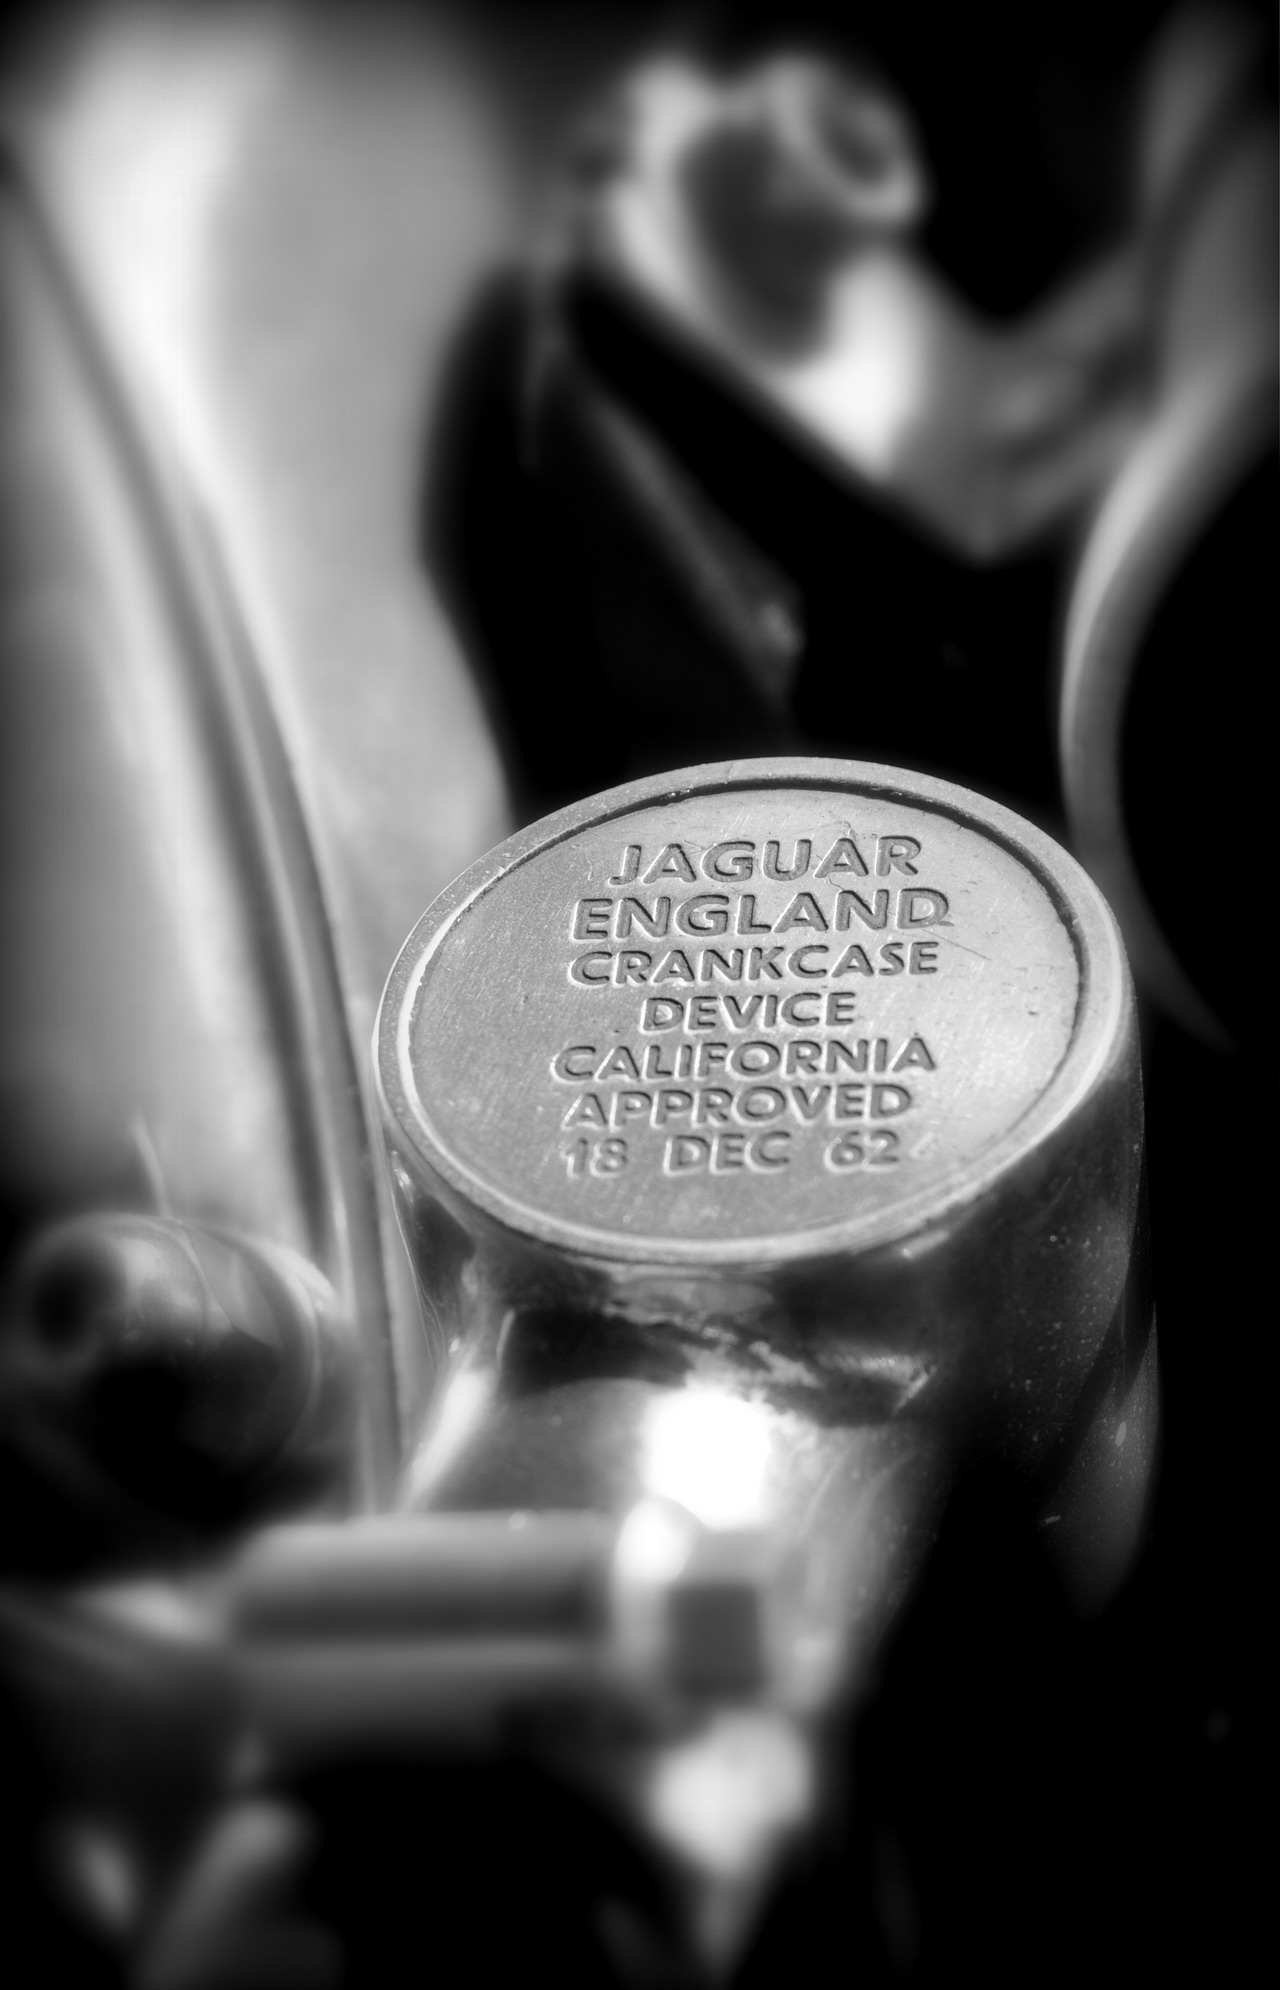 JAGUAR
ENGLAND
CRANKCASE
DEVICE
CALIFORNIA
APPROVED
18 DEC 62